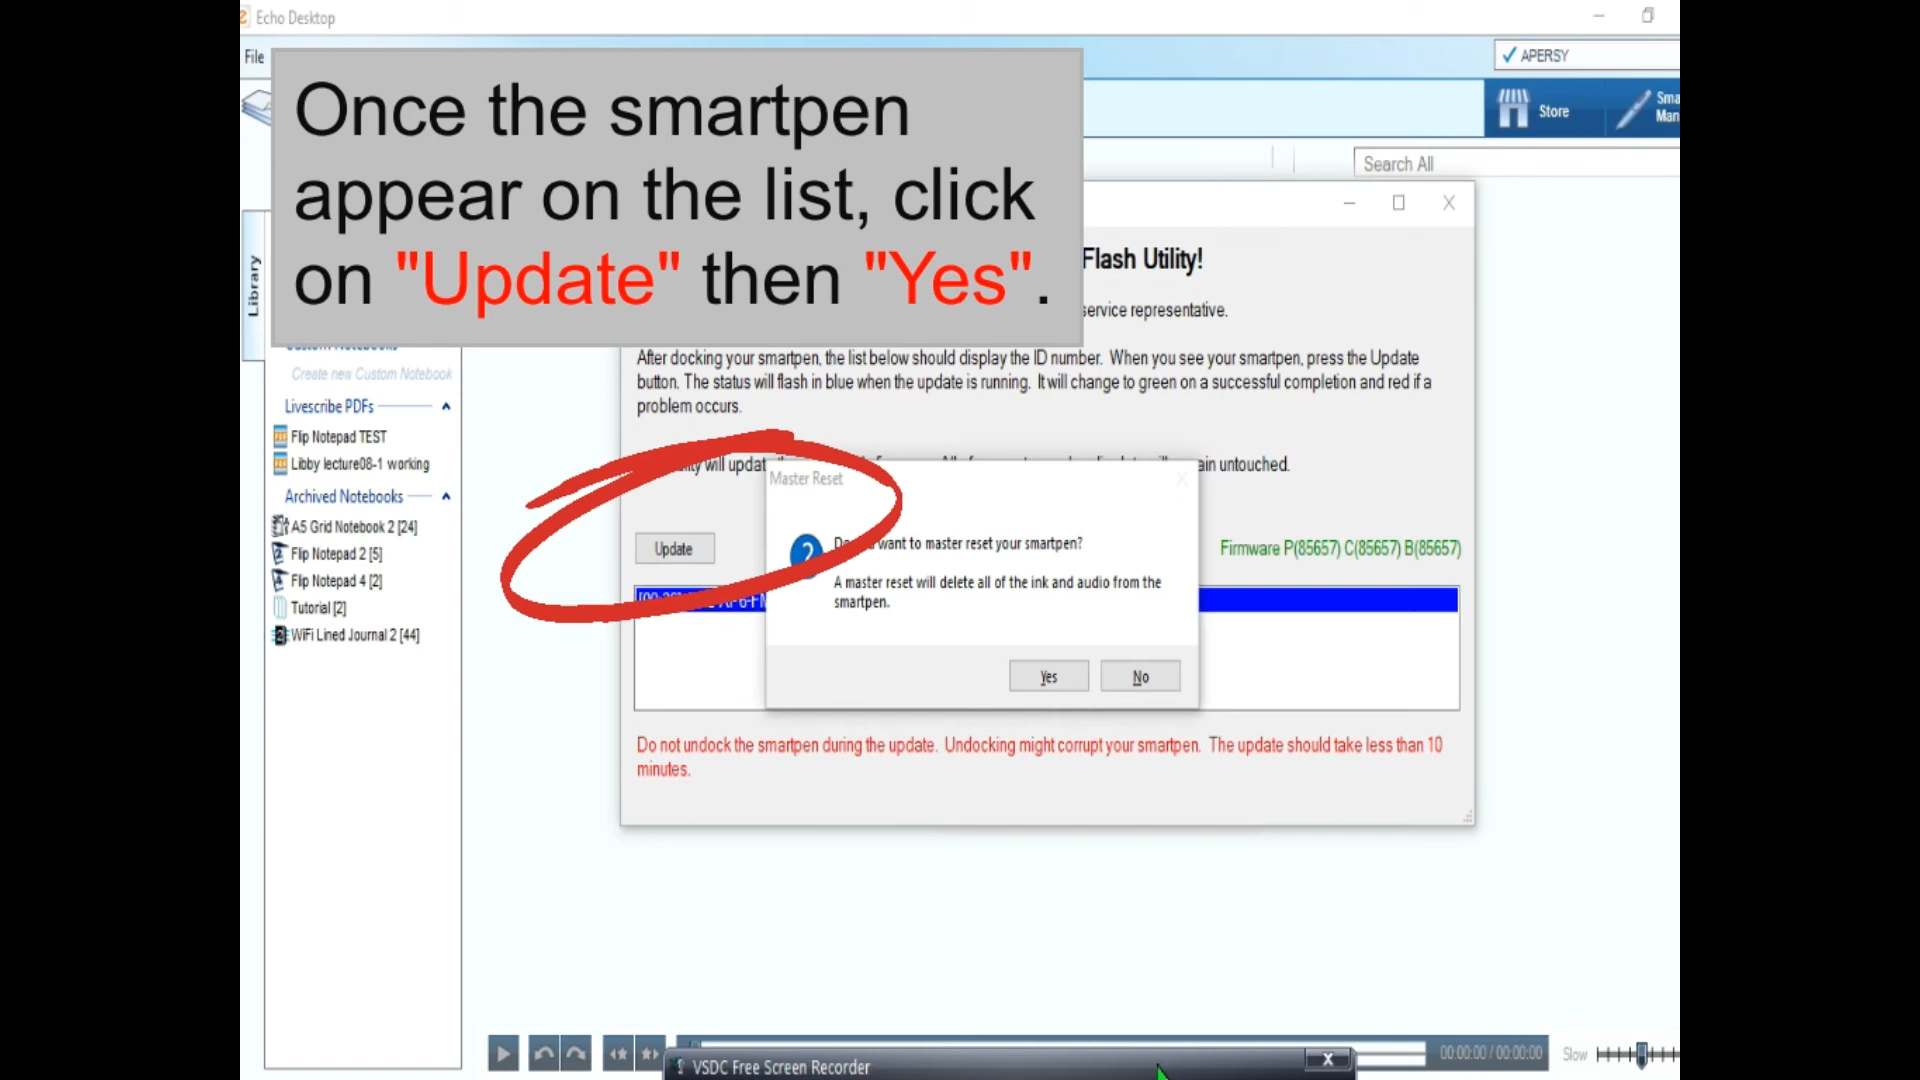 Echo Desktop
File
APERSY
Once the smartpen
appear on the list, click
on "Update" then "Yes".
Store
Search All
Library
Flash Utility!
service representative.
After docking your smartpen, the list below should display the ID number. When you see your smartpen, press the Update
button. The status will flash in blue when the update is running. It will change to green on a successful completion and red if a
problem occurs.
Create new Custom Notebook
Livescribe PDFs
Flip Notepad TEST
Libby lecture08-1 working
Archived Notebooks
A5 Grid Notebook 2 [24]
Flip Notepad 2 [5]
Flip Notepad 4 [2]
Tutorial [2]
WiFi Lined Journal 2 [44]
will untouched.
Master Reset
Update
want to master reset your smartpen?
Firmware P(85657) C(85657) B(85657)
A master reset will delete all of the ink and audio from the
smartpen.
Yes
No
Do not undock the smartpen during the update. Undocking might corrupt your smartpen. The update should take less than 10
minutes.
00:00:00 / 00:00:00
Slow
VSDC Free Screen Recorder
X